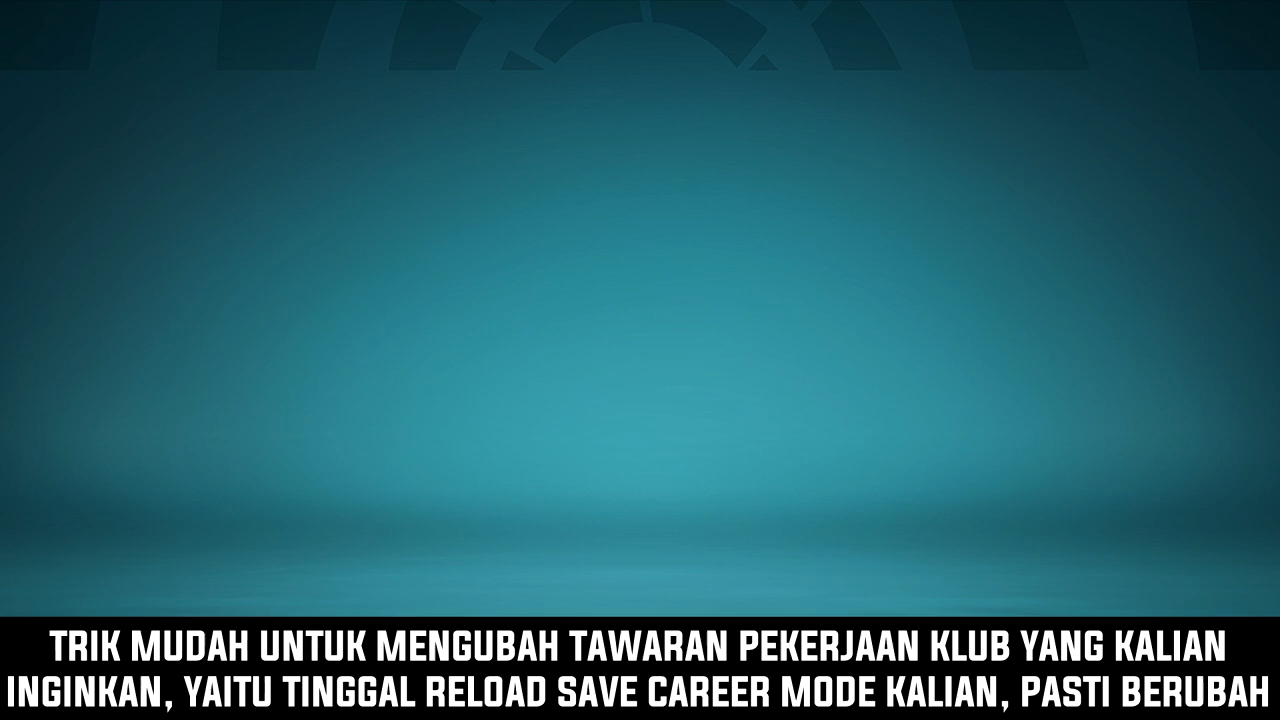 TRIK MUDAH UNTUK MENGUBAH TAWARAN PEKERJAAN KLUB YANG KALIAN
INGINKAN, YAITU TINGGAL RELOAD SAVE CAREER MODE KALIAN, PASTI BERUBAH